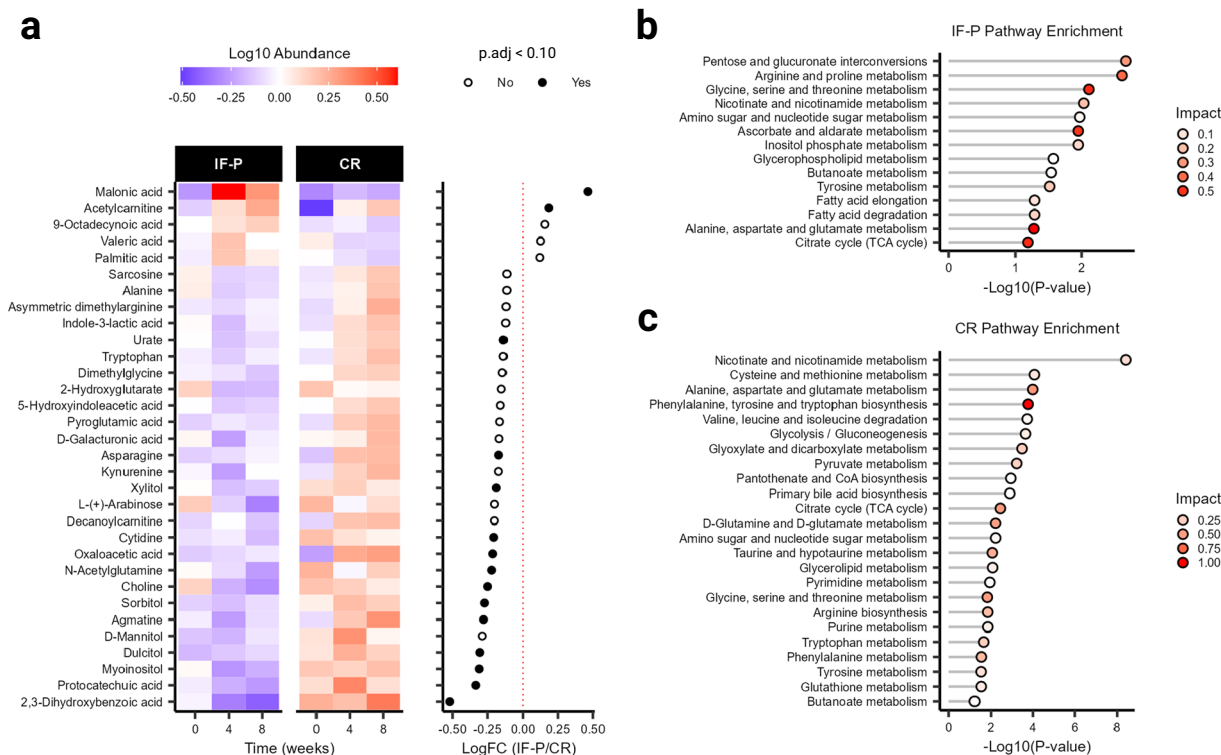 a
Log10 Abundance
-0.50 -0.25 0.00 0.25 0.50
p.adj < 0.10
No Yes
IF-P CR
Malonic acid
Acetylcarnitine
9-Octadecynoic acid
Valeric acid
Palmitic acid
Sarcosine
Alanine
Asymmetric dimethylarginine
Indole-3-lactic acid
Urate
Tryptophan
Dimethylglycine
2-Hydroxyglutarate
5-Hydroxyindoleacetic acid
Pyroglutamic acid
D-Galacturonic acid
Asparagine
Kynurenine
Xylitol
L-(+)-Arabinose
Decanoylcarnitine
Cytidine
Oxaloacetic acid
N-Acetylglutamine
Choline
Sorbitol
Agmatine
D-Mannitol
Dulcitol
Myoinositol
Protocatechuic acid
2,3-Dihydroxybenzoic acid
0 4 8 0 4 8
Time (weeks)
-0.50 -0.25 0.00 0.25 0.50
LogFC (IF-P/CR)
b
IF-P Pathway Enrichment
Pentose and glucuronate interconversions
Arginine and proline metabolism
Glycine, serine and threonine metabolism
Nicotinate and nicotinamide metabolism
Amino sugar and nucleotide sugar metabolism
Ascorbate and aldarate metabolism
Inositol phosphate metabolism
Glycerophospholipid metabolism
Butanoate metabolism
Tyrosine metabolism
Fatty acid elongation
Fatty acid degradation
Alanine, aspartate and glutamate metabolism
Citrate cycle (TCA cycle)
0 1 2
-Log10(P-value)
Impact
0.1
0.2
0.3
0.4
0.5
c
CR Pathway Enrichment
Nicotinate and nicotinamide metabolism
Cysteine and methionine metabolism
Alanine, aspartate and glutamate metabolism
Phenylalanine, tyrosine and tryptophan biosynthesis
Valine, leucine and isoleucine degradation
Glycolysis / Gluconeogenesis
Glyoxylate and dicarboxylate metabolism
Pyruvate metabolism
Pantothenate and CoA biosynthesis
Primary bile acid biosynthesis
Citrate cycle (TCA cycle)
D-Glutamine and D-glutamate metabolism
Amino sugar and nucleotide sugar metabolism
Taurine and hypotaurine metabolism
Glycerolipid metabolism
Pyrimidine metabolism
Glycine, serine and threonine metabolism
Arginine biosynthesis
Purine metabolism
Tryptophan metabolism
Phenylalanine metabolism
Tyrosine metabolism
Glutathione metabolism
Butanoate metabolism
0 2 4 6 8
-Log10(P-value)
Impact
0.25
0.50
0.75
1.00